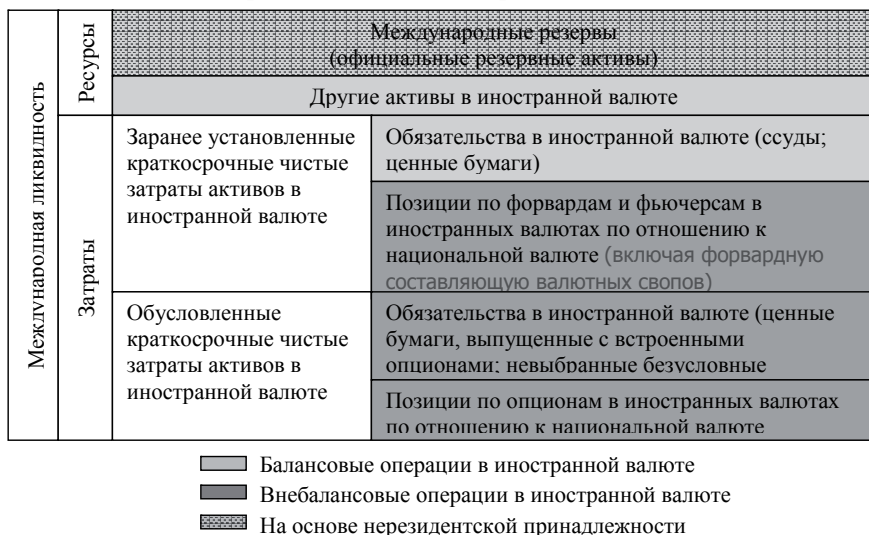 Международная ликвидность
Ресурсы
Международные резервы
(официальные резервные активы)
Другие активы в иностранной валюте
Затраты
Заранее установленные
краткосрочные чистые
затраты активов в
иностранной валюте
Обязательства в иностранной валюте (ссуды;
ценные бумаги)
Позиции по форвардам и фьючерсам в
иностранных валютах по отношению к
национальной валюте (включая форвардную
составляющую валютных свопов)
Обусловленные
краткосрочные чистые
затраты активов в
иностранной валюте
Обязательства в иностранной валюте (ценные
бумаги, выпущенные с встроенными
опционами; невыбранные безусловные
Позиции по опционам в иностранных валютах
по отношению к национальной валюте
Балансовые операции в иностранной валюте
Внебалансовые операции в иностранной валюте
На основе нерезидентской принадлежности